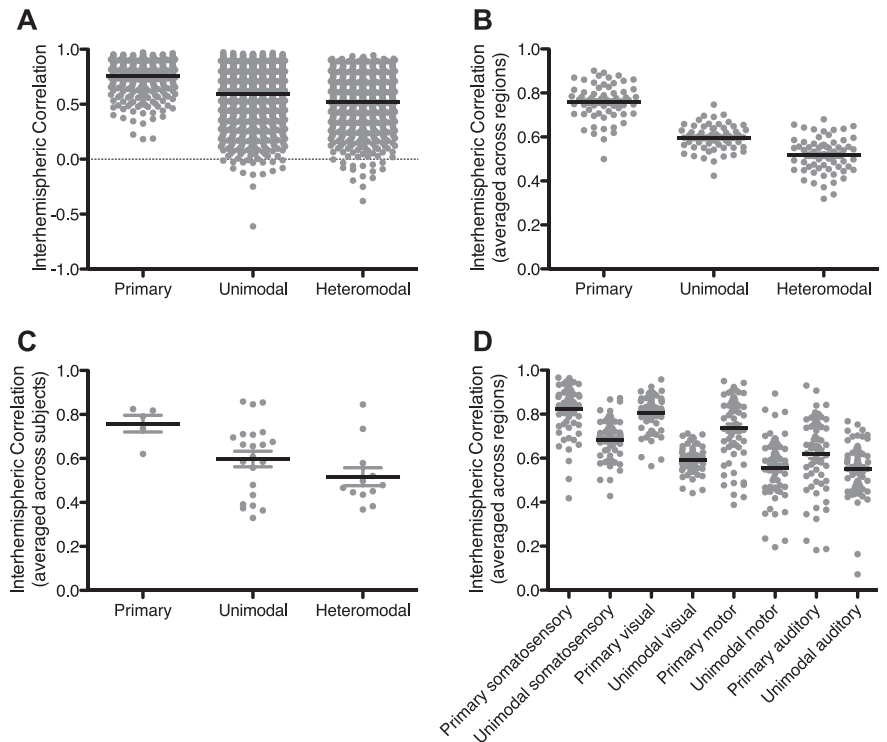 A
Interhemispheric Correlation
1.0
0.5
0.0
-0.5
-1.0
Primary
Unimodal
Heteromodal
B
Interhemispheric Correlation
(averaged across regions)
1.0
0.8
0.6
0.4
0.2
0.0
Primary
Unimodal
Heteromodal
C
Interhemispheric Correlation
(averaged across subjects)
1.0
0.8
0.6
0.4
0.2
0.0
Primary
Unimodal
Heteromodal
D
Interhemispheric Correlation
(averaged across regions)
1.0
0.8
0.6
0.4
0.2
0.0
Primary somatosensory
Unimodal somatosensory
Primary visual
Unimodal visual
Primary motor
Unimodal motor
Primary auditory
Unimodal auditory